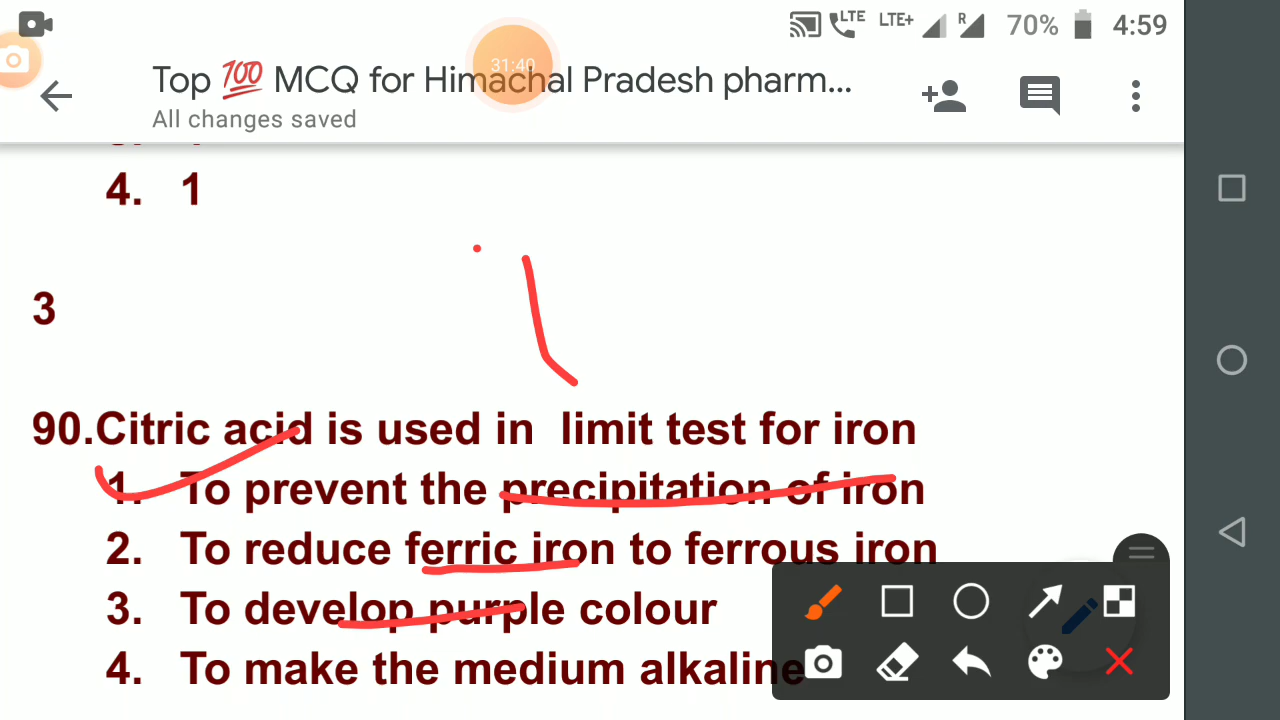 LTE LTE+ R 70% 4:59
31:40
Top 💯 MCQ for Himachal Pradesh pharm...
All changes saved
4. 1
3
90.Citric acid is used in limit test for iron
1. To prevent the precipitation of iron
2. To reduce ferric iron to ferrous iron
3. To develop purple colour
4. To make the medium alkaline